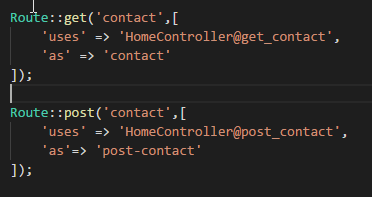 Route::get('contact',[
    'uses' => 'HomeController@get_contact',
    'as' => 'contact'
]);
Route::post('contact',[
    'uses' => 'HomeController@post_contact',
    'as'=> 'post-contact'
]);